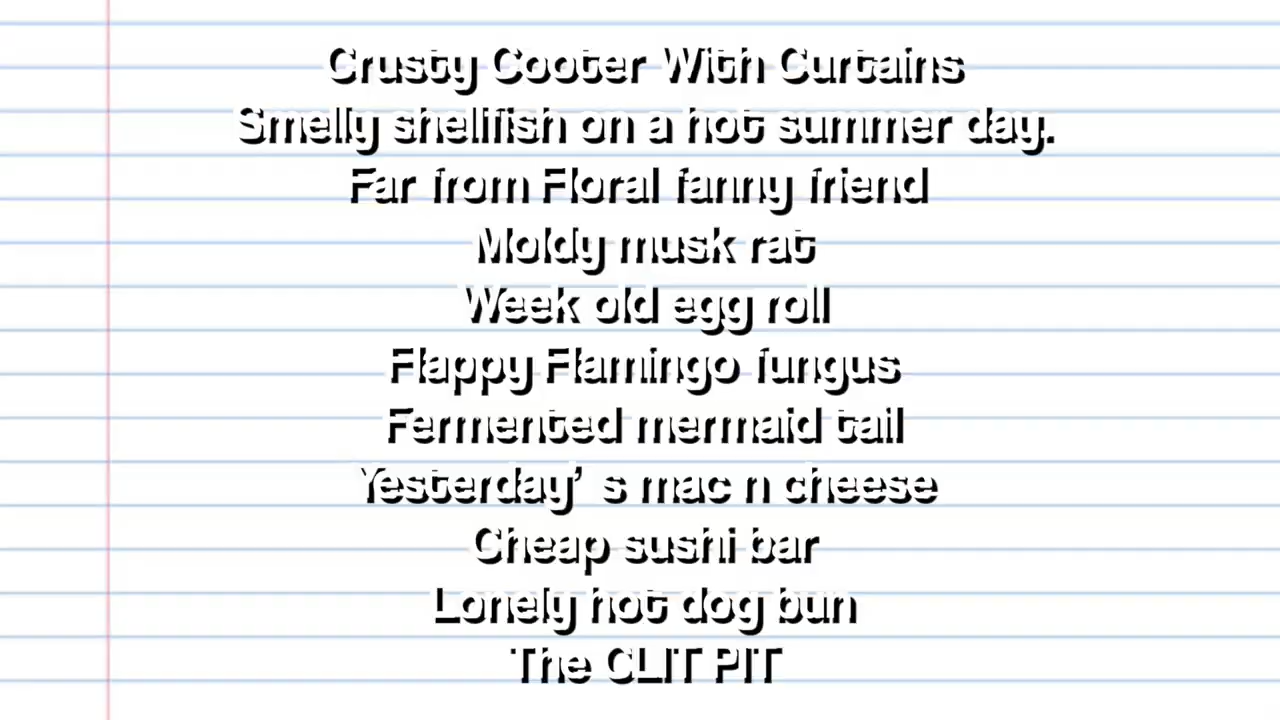 Crusty Cooter With Curtains
Smelly shellfish on a hot summer day.
Far from Floral fanny friend
Moldy musk rat
Week old egg roll
Flappy Flamingo fungus
Fermented mermaid tail
Yesterday’ s mac n cheese
Cheap sushi bar
Lonely hot dog bun
The CLIT PIT